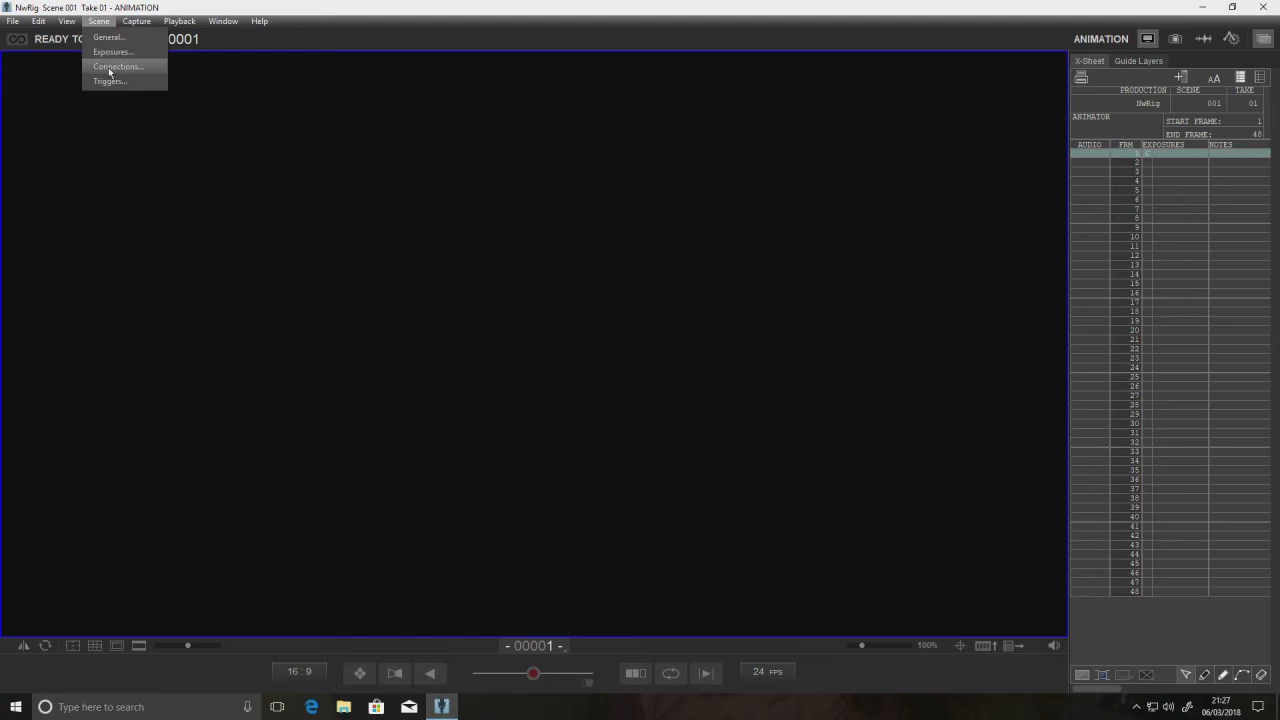 NwRig Scene 001 Take 01 - ANIMATION
File Edit View Scene Capture Playback Window Help
READY TO 0001
General...
Exposures...
Connections...
Triggers...
ANIMATION
X-Sheet Guide Layers
AA
PRODUCTION SCENE TAKE
NwRig 001 01
ANIMATOR
START FRAME: 1
END FRAME: 48
AUDIO FRM EXPOSURES NOTES
1 C
2
3
4
5
6
7
8
9
10
11
12
13
14
15
16
17
18
19
20
21
22
23
24
25
26
27
28
29
30
31
32
33
34
35
36
37
38
39
40
41
42
43
44
45
46
47
48
- 00001 -
100%
16 : 9
24 FPS
Type here to search
21:27
06/03/2018